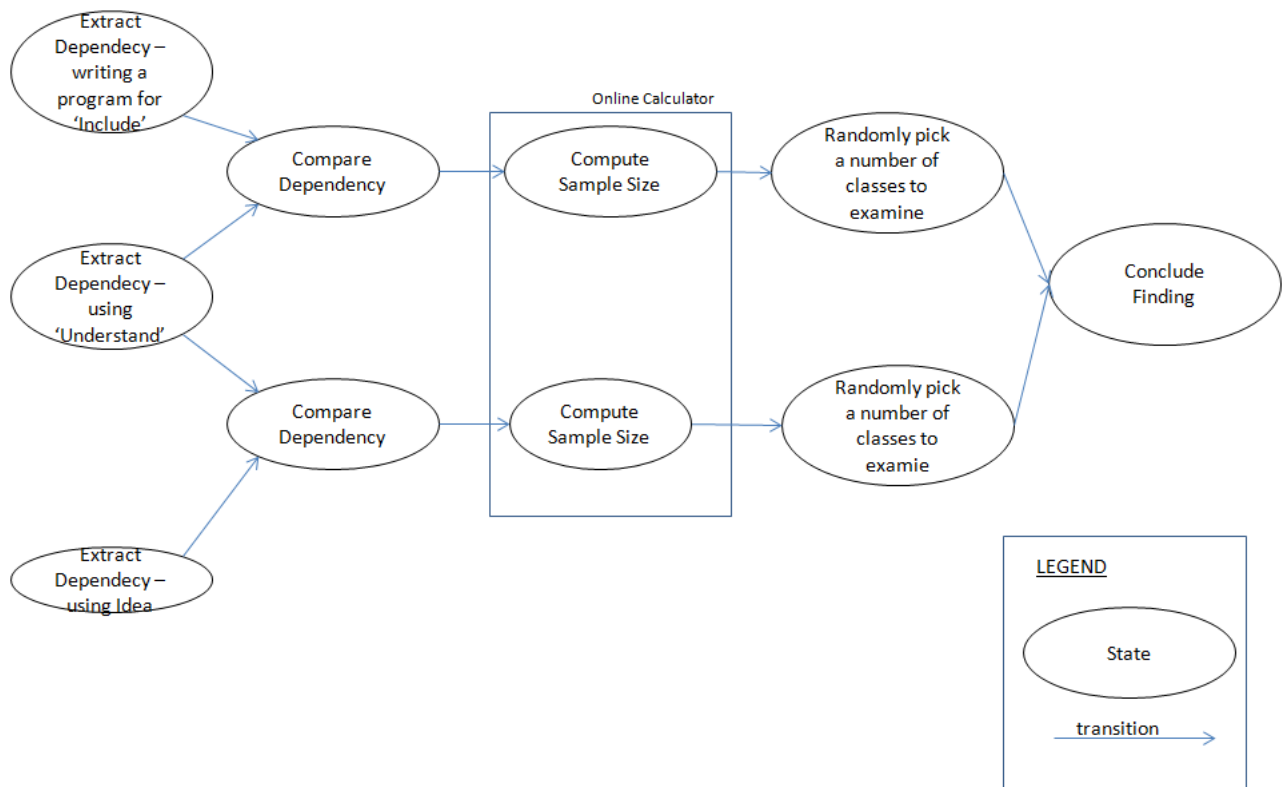 Extract
Dependecy –
writing a
program for
‘Include’
Online Calculator
Compare
Dependency
Compute
Sample Size
Randomly pick
a number of
classes to
examine
Extract
Dependecy –
using
‘Understand’
Conclude
Finding
Compare
Dependency
Compute
Sample Size
Randomly pick
a number of
classes to
examie
Extract
Dependecy –
using Idea
LEGEND
State
transition